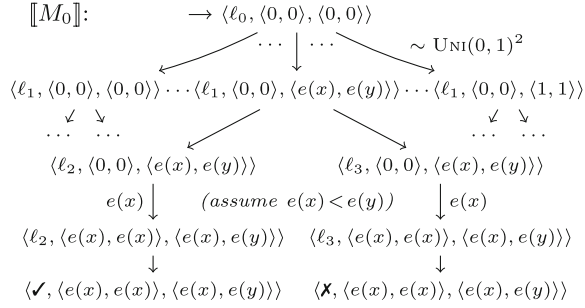 ⟦M₀⟧: → ⟨ℓ₀, ⟨0, 0⟩, ⟨0, 0⟩⟩
··· ··· ∼ UNI(0, 1)²
⟨ℓ₁, ⟨0, 0⟩, ⟨0, 0⟩⟩ ··· ⟨ℓ₁, ⟨0, 0⟩, ⟨e(x), e(y)⟩⟩ ··· ⟨ℓ₁, ⟨0, 0⟩, ⟨1, 1⟩⟩
··· ··· ··· ···
⟨ℓ₂, ⟨0, 0⟩, ⟨e(x), e(y)⟩⟩ ⟨ℓ₃, ⟨0, 0⟩, ⟨e(x), e(y)⟩⟩
e(x) (assume e(x) < e(y)) e(x)
⟨ℓ₂, ⟨e(x), e(x)⟩, ⟨e(x), e(y)⟩⟩ ⟨ℓ₃, ⟨e(x), e(x)⟩, ⟨e(x), e(y)⟩⟩
⟨✓, ⟨e(x), e(x)⟩, ⟨e(x), e(y)⟩⟩ ⟨✗, ⟨e(x), e(x)⟩, ⟨e(x), e(y)⟩⟩